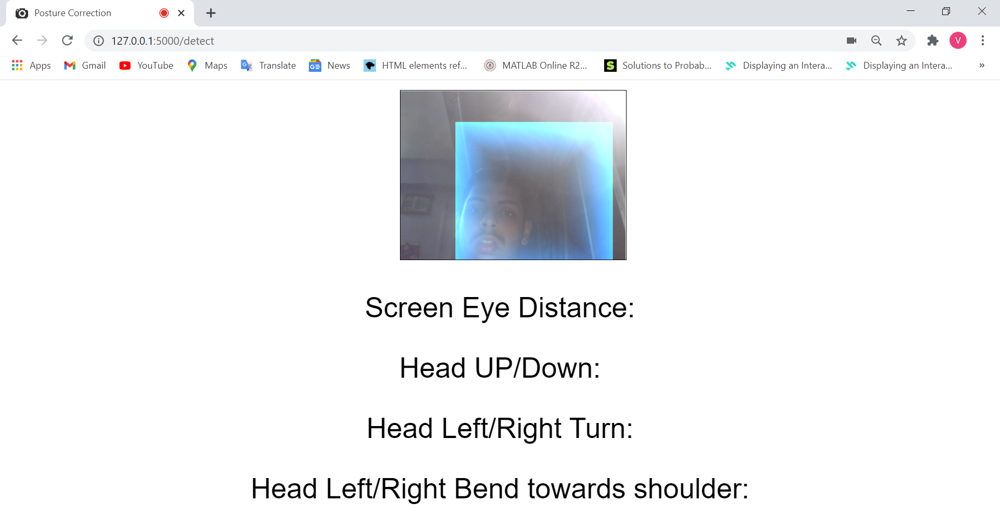 Posture Correction
127.0.0.1:5000/detect
V
Apps Gmail YouTube Maps Translate News HTML elements ref... MATLAB Online R2... Solutions to Probab... Displaying an Intera... Displaying an Intera... »
Screen Eye Distance:
Head UP/Down:
Head Left/Right Turn:
Head Left/Right Bend towards shoulder: